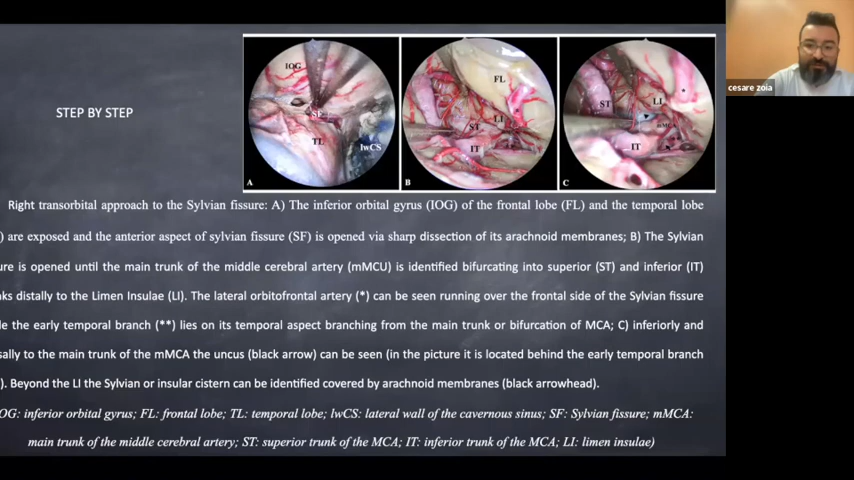 cesare zoia
IOG
SF
TL
lwCS
A
FL
LI
ST
IT
B
ST
LI
*
IT
C
STEP BY STEP
Right transorbital approach to the Sylvian fissure: A) The inferior orbital gyrus (IOG) of the frontal lobe (FL) and the temporal lobe
) are exposed and the anterior aspect of sylvian fissure (SF) is opened via sharp dissection of its arachnoid membranes; B) The Sylvian
is opened until the main trunk of the middle cerebral artery (mMCU) is identified bifurcating into superior (ST) and inferior (IT)
distally to the Limen Insulae (LI). The lateral orbitofrontal artery (*) can be seen running over the frontal side of the Sylvian fissure
the early temporal branch (**) lies on its temporal aspect branching from the main trunk or bifurcation of MCA; C) inferiorly and
to the main trunk of the mMCA the uncus (black arrow) can be seen (in the picture it is located behind the early temporal branch
). Beyond the LI the Sylvian or insular cistern can be identified covered by arachnoid membranes (black arrowhead).
OG: inferior orbital gyrus; FL: frontal lobe; TL: temporal lobe; lwCS: lateral wall of the cavernous sinus; SF: Sylvian fissure; mMCA:
main trunk of the middle cerebral artery; ST: superior trunk of the MCA; IT: inferior trunk of the MCA; LI: limen insulae)